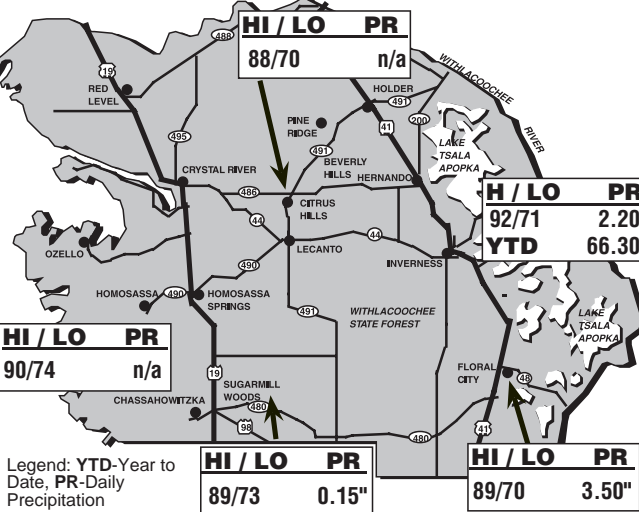 HI / LO PR
88/70 n/a
488
WITHLACOOCHEE
RIVER
19
RED
LEVEL
HOLDER
491
PINE
RIDGE
41
200
495
491
LAKE
TSALA
APOPKA
BEVERLY
HILLS
CRYSTAL RIVER
HERNANDO
486
H / LO PR
92/71 2.20
YTD 66.30
CITRUS
HILLS
44
44
OZELLO
LECANTO
INVERNESS
490
HOMOSASSA
490
HOMOSASSA
SPRINGS
491
WITHLACOOCHEE
STATE FOREST
LAKE
TSALA
APOPKA
HI / LO PR
90/74 n/a
19
FLORAL
CITY
48
SUGARMILL
WOODS
CHASSAHOWITZKA
480
98
480
41
Legend: YTD-Year to
Date, PR-Daily
Precipitation
HI / LO PR
89/73 0.15"
HI / LO PR
89/70 3.50"